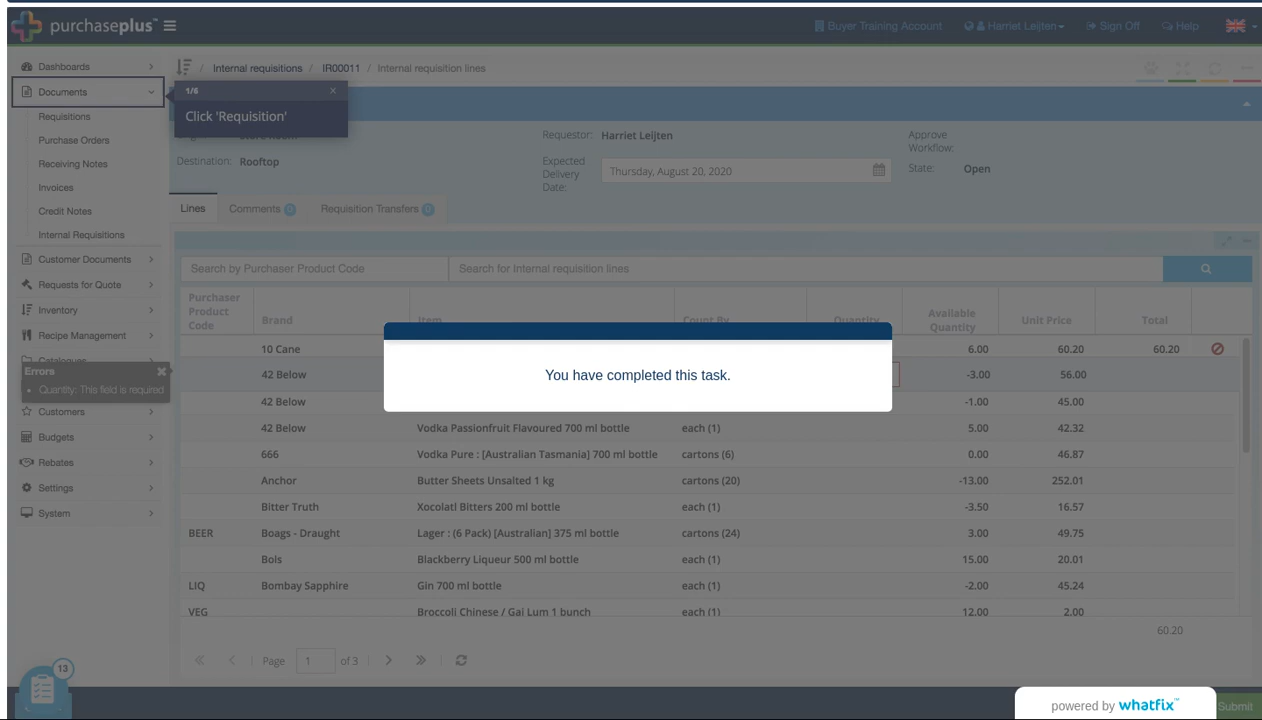 purchaseplus™
Buyer Training Account
Harriet Leijten
Sign Off
Help
Dashboards
Documents
Requisitions
Purchase Orders
Receiving Notes
Invoices
Credit Notes
Internal Requisitions
Customer Documents
Requests for Quote
Inventory
Recipe Management
Catalogues
Errors
Quantity: This field is required
Customers
Budgets
Rebates
Settings
System
13
/ Internal requisitions / IR00011 / Internal requisition lines
1/6 X
Click 'Requisition'
Destination: Rooftop
Requestor: Harriet Leijten
Expected
Delivery
Date:
Thursday, August 20, 2020
Approve
Workflow:
State: Open
Lines Comments 0 Requisition Transfers 0
Search by Purchaser Product Code Search for Internal requisition lines
Purchaser
Product
Code
Brand Item Count By Quantity
Available
Quantity
Unit Price Total
10 Cane 6.00 60.20 60.20
42 Below -3.00 56.00
42 Below -1.00 45.00
You have completed this task.
42 Below Vodka Passionfruit Flavoured 700 ml bottle each (1) 5.00 42.32
666 Vodka Pure : [Australian Tasmania] 700 ml bottle cartons (6) 0.00 46.87
Anchor Butter Sheets Unsalted 1 kg cartons (20) -13.00 252.01
Bitter Truth Xocolatl Bitters 200 ml bottle each (1) -3.50 16.57
BEER Boags - Draught Lager : (6 Pack) [Australian] 375 ml bottle cartons (24) 3.00 49.75
Bols Blackberry Liqueur 500 ml bottle each (1) 15.00 20.01
LIQ Bombay Sapphire Gin 700 ml bottle each (1) -2.00 45.24
VEG Broccoli Chinese / Gai Lum 1 bunch each (1) 12.00 2.00
60.20
Page 1 of 3
powered by whatfix™
Submit